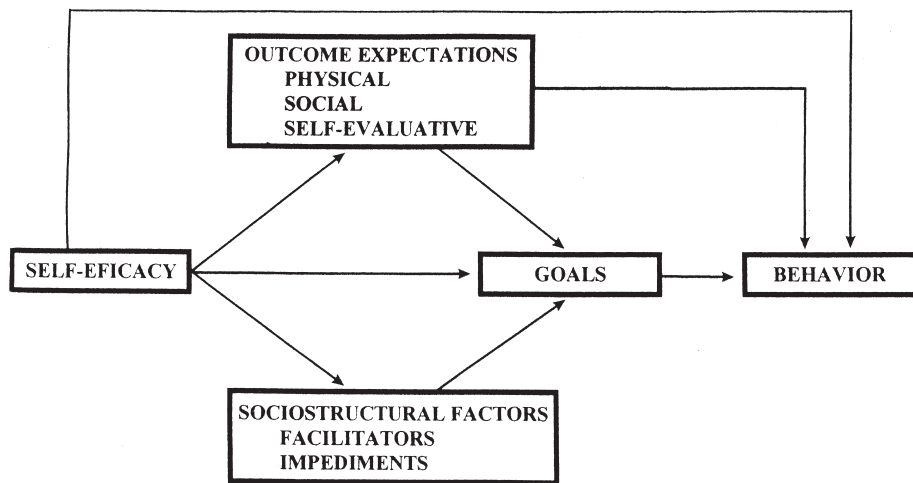 OUTCOME EXPECTATIONS
PHYSICAL
SOCIAL
SELF-EVALUATIVE
SELF-EFICACY
GOALS
BEHAVIOR
SOCIOSTRUCTURAL FACTORS
FACILITATORS
IMPEDIMENTS